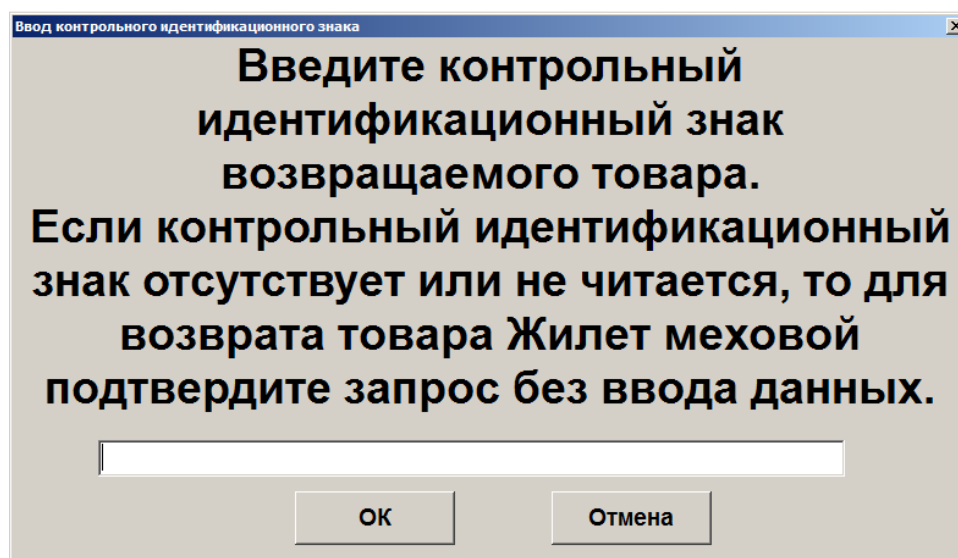 Ввод контрольного идентификационного знака
Введите контрольный
идентификационный знак
возвращаемого товара.
Если контрольный идентификационный
знак отсутствует или не читается, то для
возврата товара Жилет меховой
подтвердите запрос без ввода данных.
ОК
Отмена